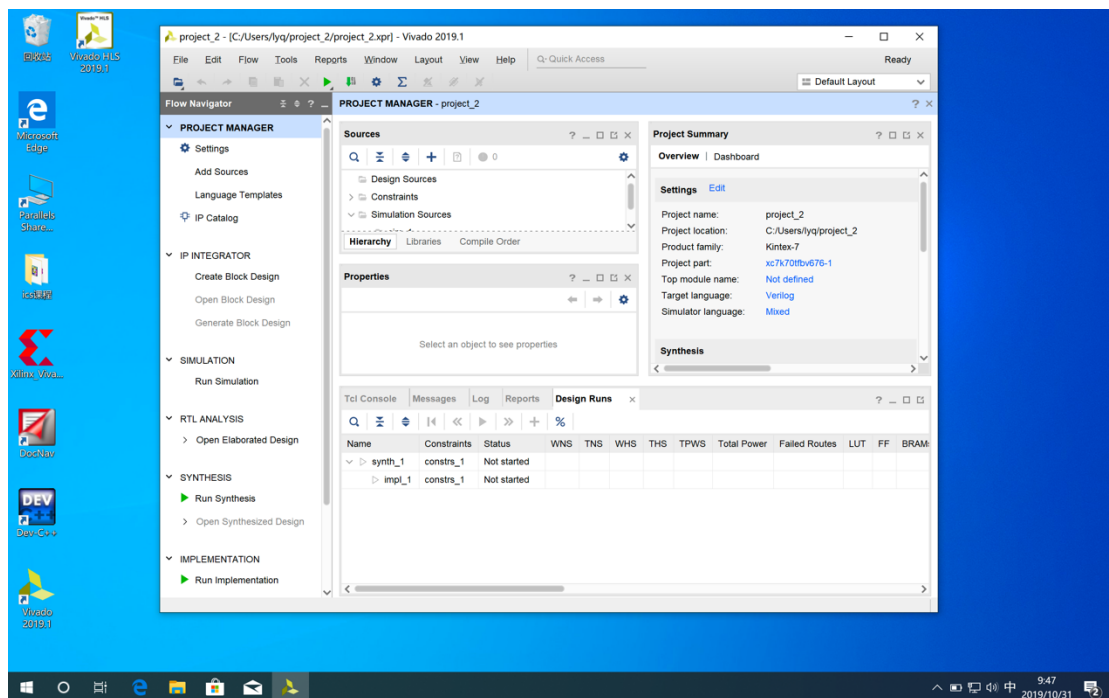 回收站
Vivado HLS 2019.1
Microsoft Edge
Parallels Share...
ics课程
Xilinx_Viva...
DocNav
DEV
C++
Dev-C++
Vivado 2019.1
project_2 - [C:/Users/lyq/project_2/project_2.xpr] - Vivado 2019.1
File Edit Flow Tools Reports Window Layout View Help Q- Quick Access Ready
Default Layout
Flow Navigator
PROJECT MANAGER
Settings
Add Sources
Language Templates
IP Catalog
IP INTEGRATOR
Create Block Design
Open Block Design
Generate Block Design
SIMULATION
Run Simulation
RTL ANALYSIS
Open Elaborated Design
SYNTHESIS
Run Synthesis
Open Synthesized Design
IMPLEMENTATION
Run Implementation
PROJECT MANAGER - project_2
Sources
0
Design Sources
Constraints
Simulation Sources
Hierarchy Libraries Compile Order
Properties
Select an object to see properties
Project Summary
Overview | Dashboard
Settings Edit
Project name: project_2
Project location: C:/Users/lyq/project_2
Product family: Kintex-7
Project part: xc7k70tfbv676-1
Top module name: Not defined
Target language: Verilog
Simulator language: Mixed
Synthesis
Tcl Console Messages Log Reports Design Runs
Name Constraints Status WNS TNS WHS THS TPWS Total Power Failed Routes LUT FF BRAMs
synth_1 constrs_1 Not started
impl_1 constrs_1 Not started
中
9:47
2019/10/31